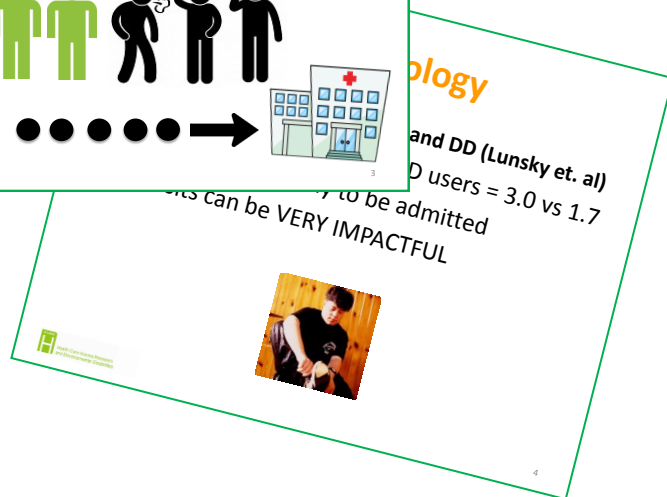 3
ology
and DD (Lunsky et. al)
D users = 3.0 vs 1.7
to be admitted
can be VERY IMPACTFUL
H
4